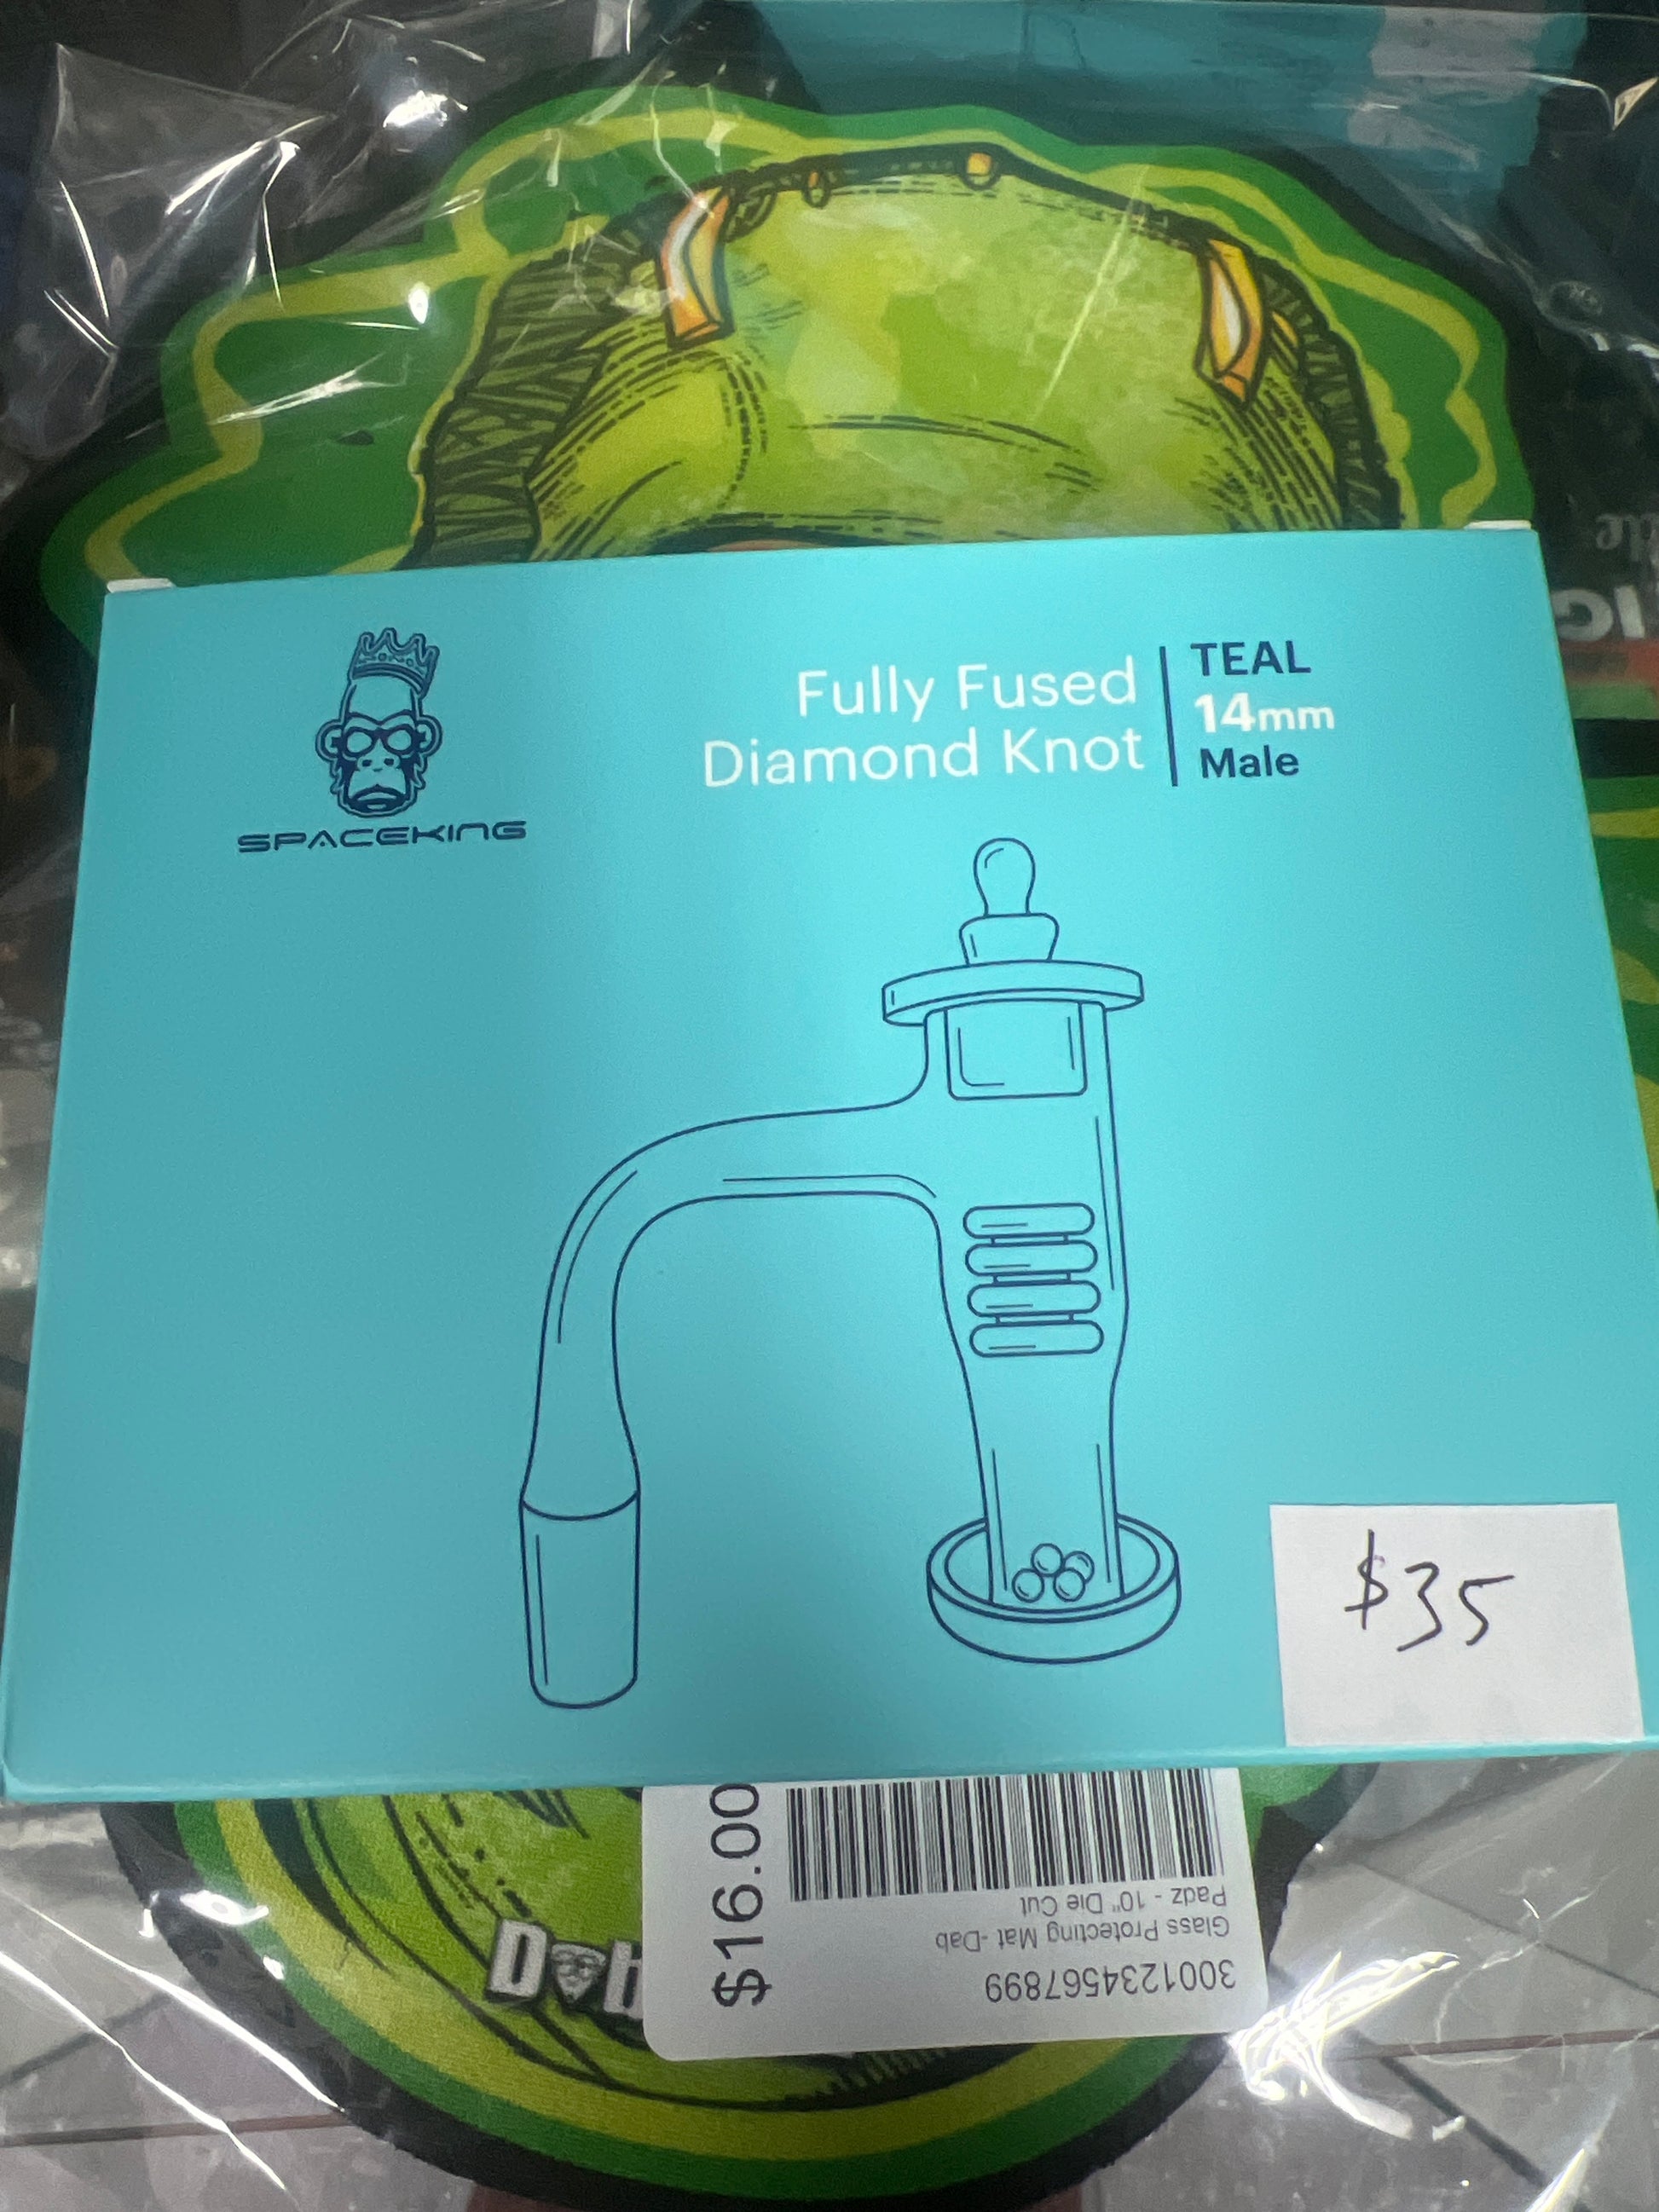 SPACEKING
Fully Fused
Diamond Knot
TEAL
14mm
Male
$35
$16.00
3001234567899
Glass Protecting Mat -Dab
Padz - 10" Die Cut